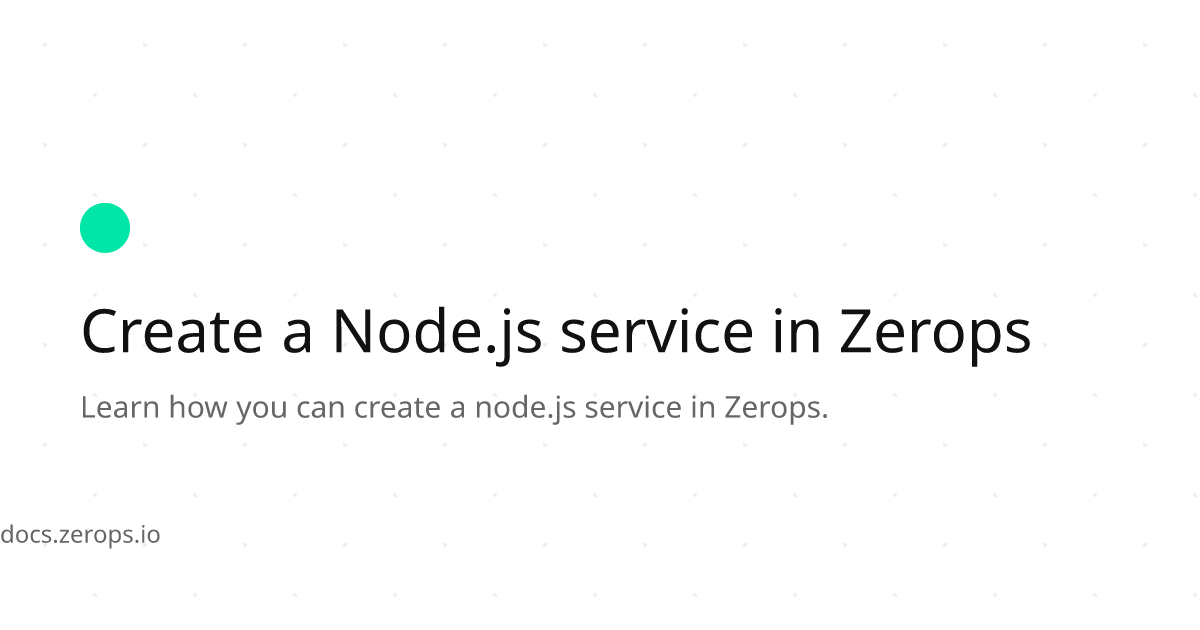 Create a Node.js service in Zerops
Learn how you can create a node.js service in Zerops.
docs.zerops.io